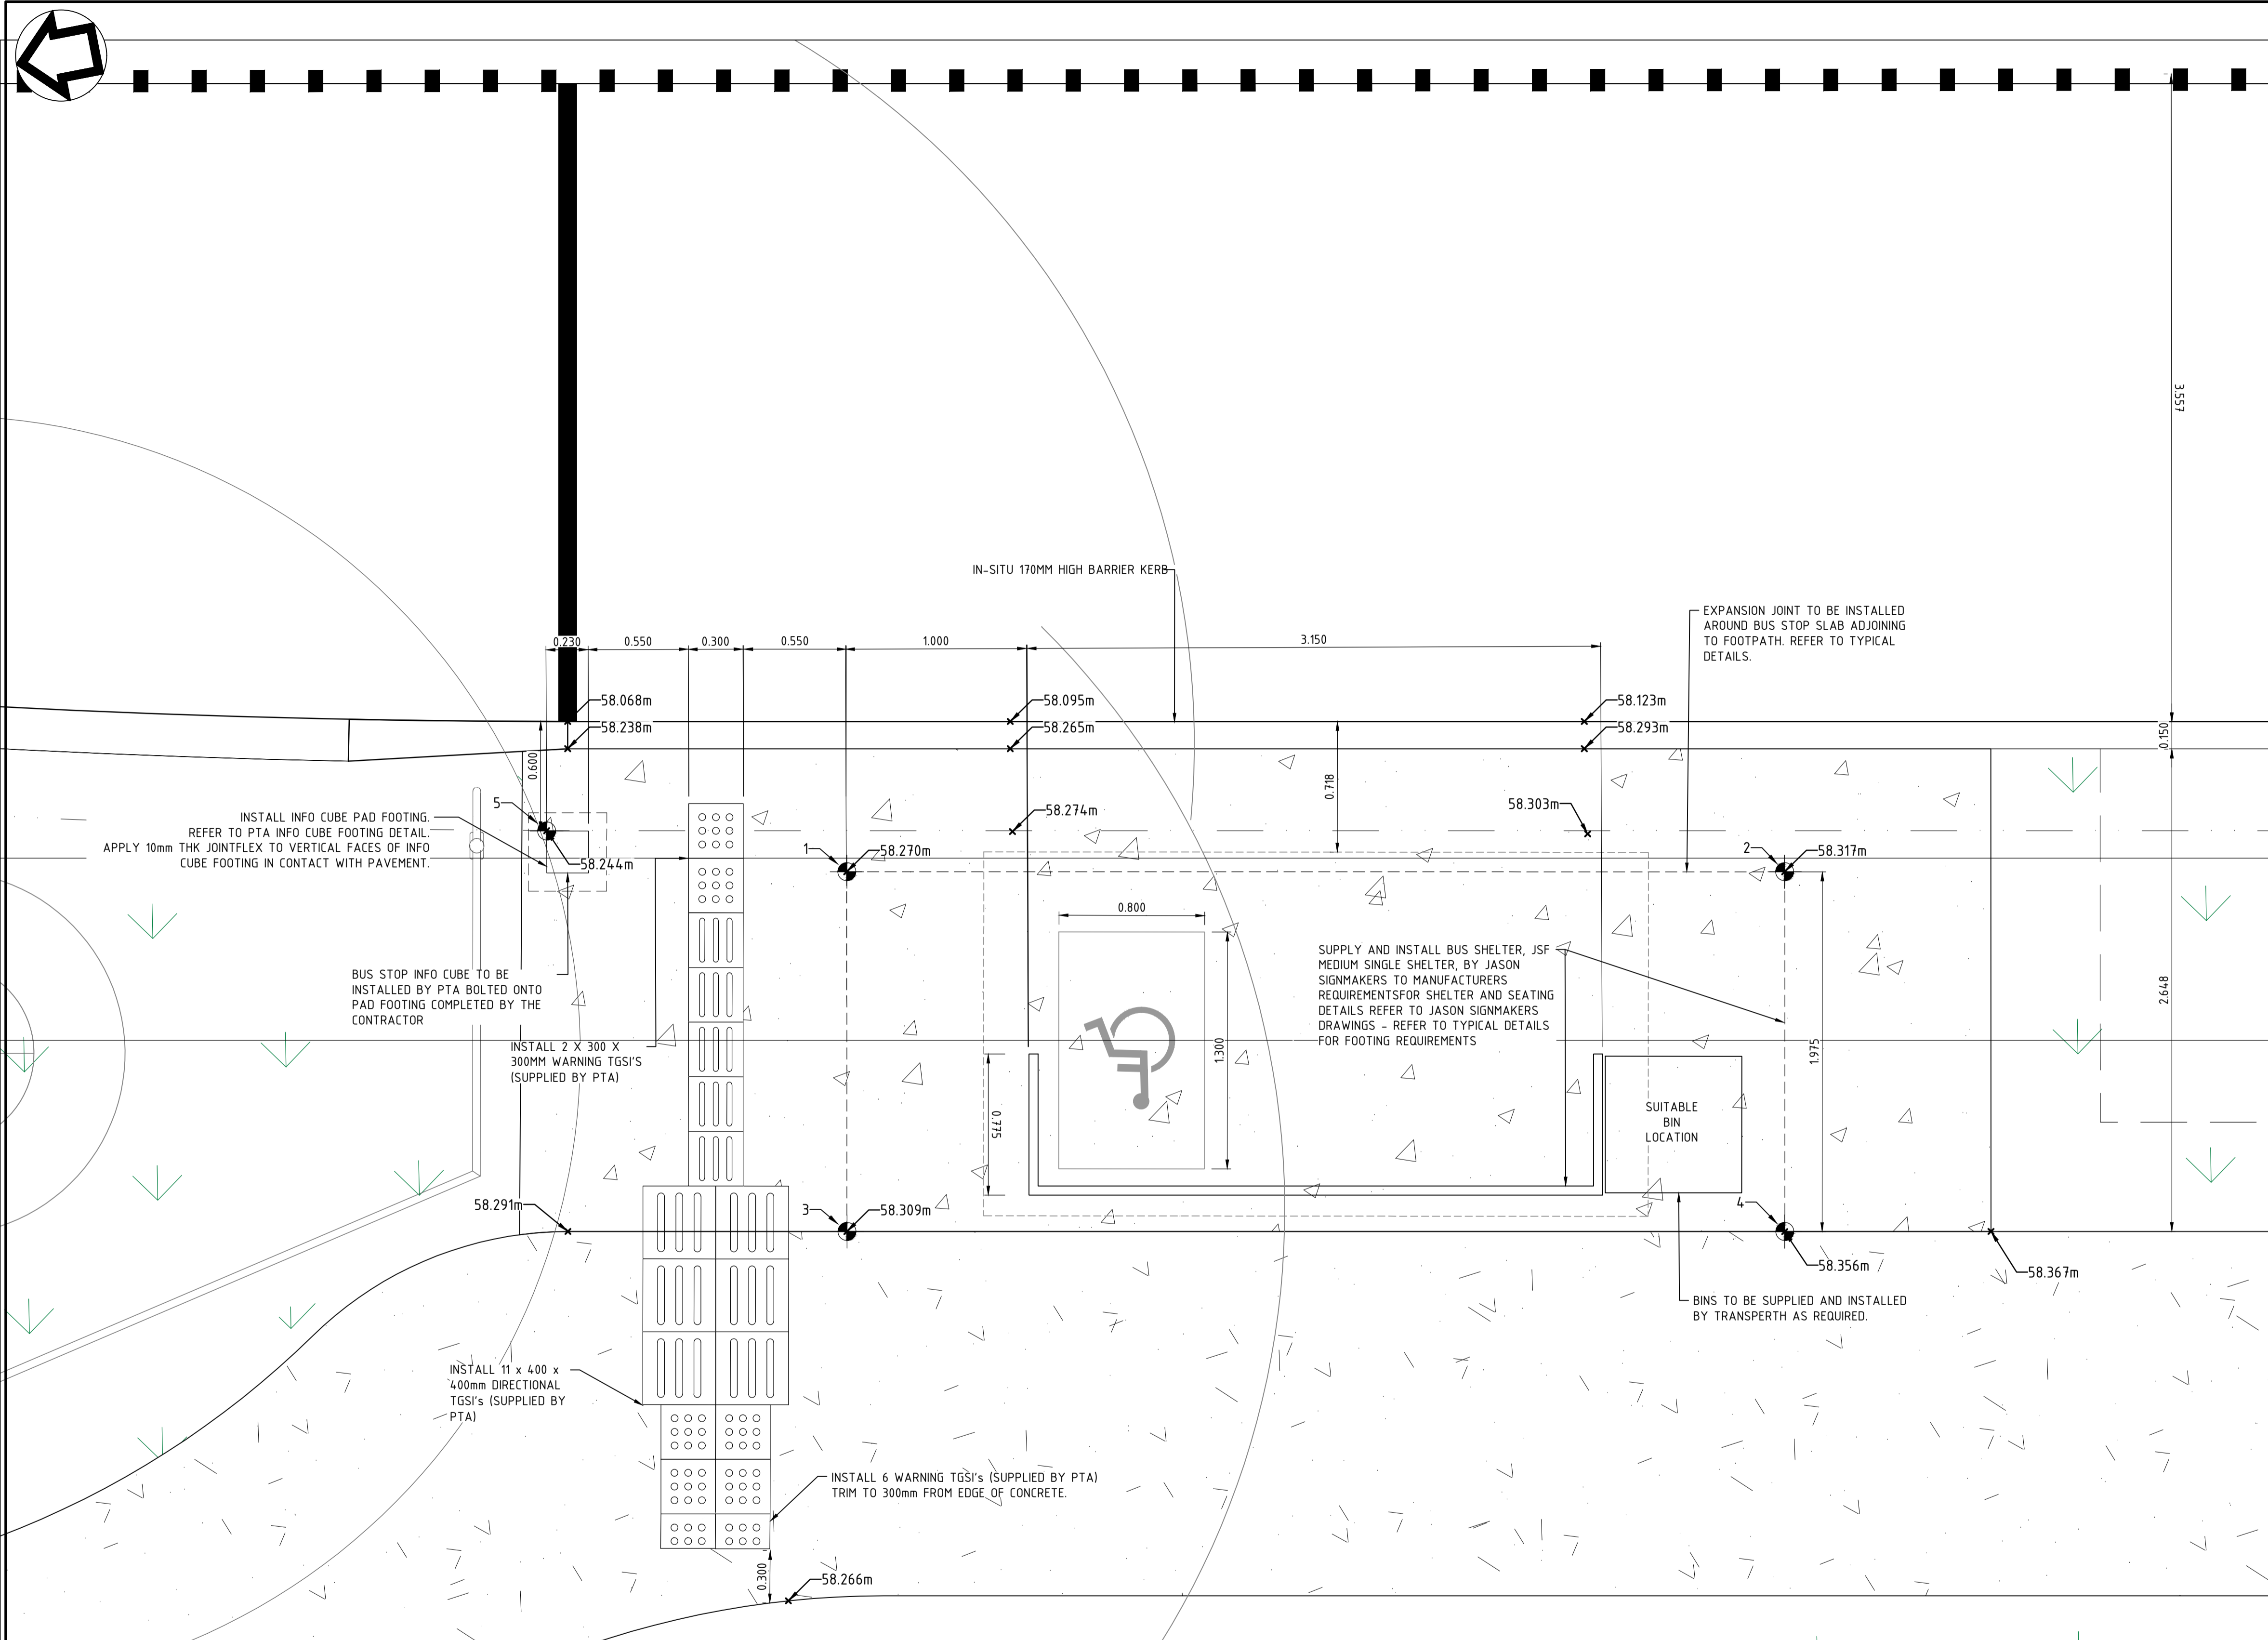 3.557
IN-SITU 170MM HIGH BARRIER KERB
EXPANSION JOINT TO BE INSTALLED
AROUND BUS STOP SLAB ADJOINING
TO FOOTPATH. REFER TO TYPICAL
DETAILS.
0.230
0.550
0.300
0.550
1.000
3.150
58.068m
58.095m
58.123m
58.238m
58.265m
58.293m
0.150
0.600
0.718
5
58.274m
58.303m
INSTALL INFO CUBE PAD FOOTING.
REFER TO PTA INFO CUBE FOOTING DETAIL.
APPLY 10mm THK JOINTFLEX TO VERTICAL FACES OF INFO
CUBE FOOTING IN CONTACT WITH PAVEMENT.
58.244m
1
58.270m
2
58.317m
0.800
BUS STOP INFO CUBE TO BE
INSTALLED BY PTA BOLTED ONTO
PAD FOOTING COMPLETED BY THE
CONTRACTOR
SUPPLY AND INSTALL BUS SHELTER, JSF
MEDIUM SINGLE SHELTER, BY JASON
SIGNMAKERS TO MANUFACTURERS
REQUIREMENTSFOR SHELTER AND SEATING
DETAILS REFER TO JASON SIGNMAKERS
DRAWINGS - REFER TO TYPICAL DETAILS
FOR FOOTING REQUIREMENTS
2.648
INSTALL 2 X 300 X
300MM WARNING TGSI'S
(SUPPLIED BY PTA)
1.300
1.975
0.775
SUITABLE
BIN
LOCATION
58.291m
3
58.309m
4
58.356m
58.367m
BINS TO BE SUPPLIED AND INSTALLED
BY TRANSPERTH AS REQUIRED.
INSTALL 11 x 400 x
400mm DIRECTIONAL
TGSI's (SUPPLIED BY
PTA)
INSTALL 6 WARNING TGSI's (SUPPLIED BY PTA)
TRIM TO 300mm FROM EDGE OF CONCRETE.
0.300
58.266m